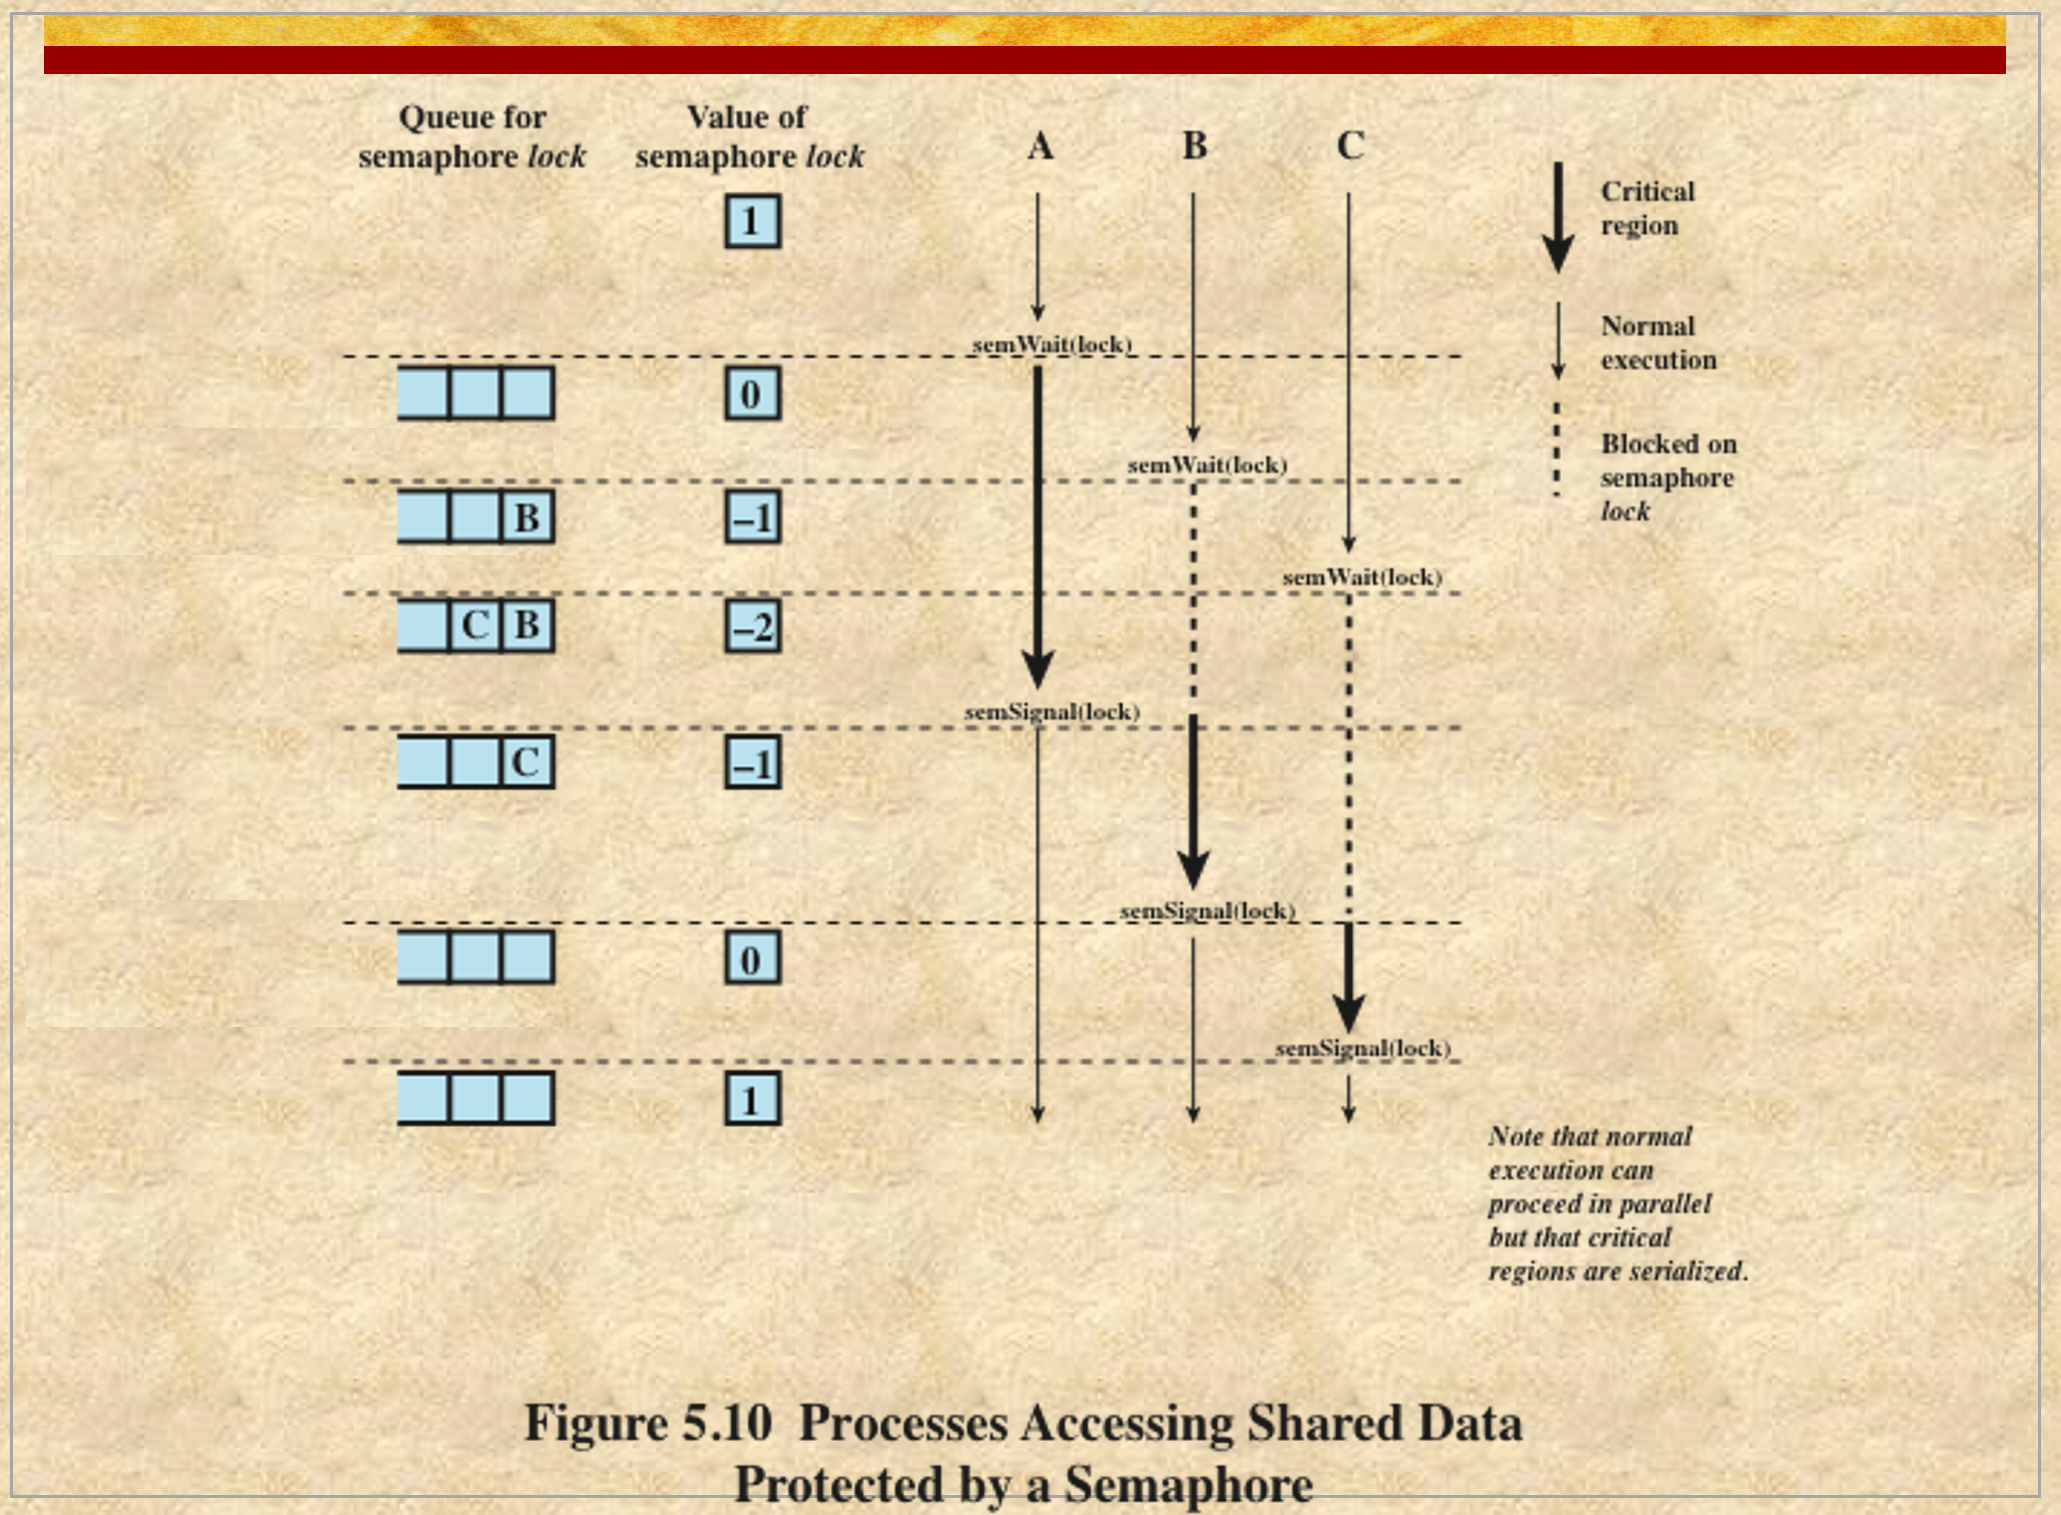 Queue for
semaphore lock
Value of
semaphore lock
A
B
C
1
Critical
region
Normal
execution
semWait(lock)
0
Blocked on
semaphore
lock
semWait(lock)
B
–1
semWait(lock)
C B
–2
semSignal(lock)
C
–1
semSignal(lock)
0
semSignal(lock)
1
Note that normal
execution can
proceed in parallel
but that critical
regions are serialized.
Figure 5.10 Processes Accessing Shared Data
Protected by a Semaphore